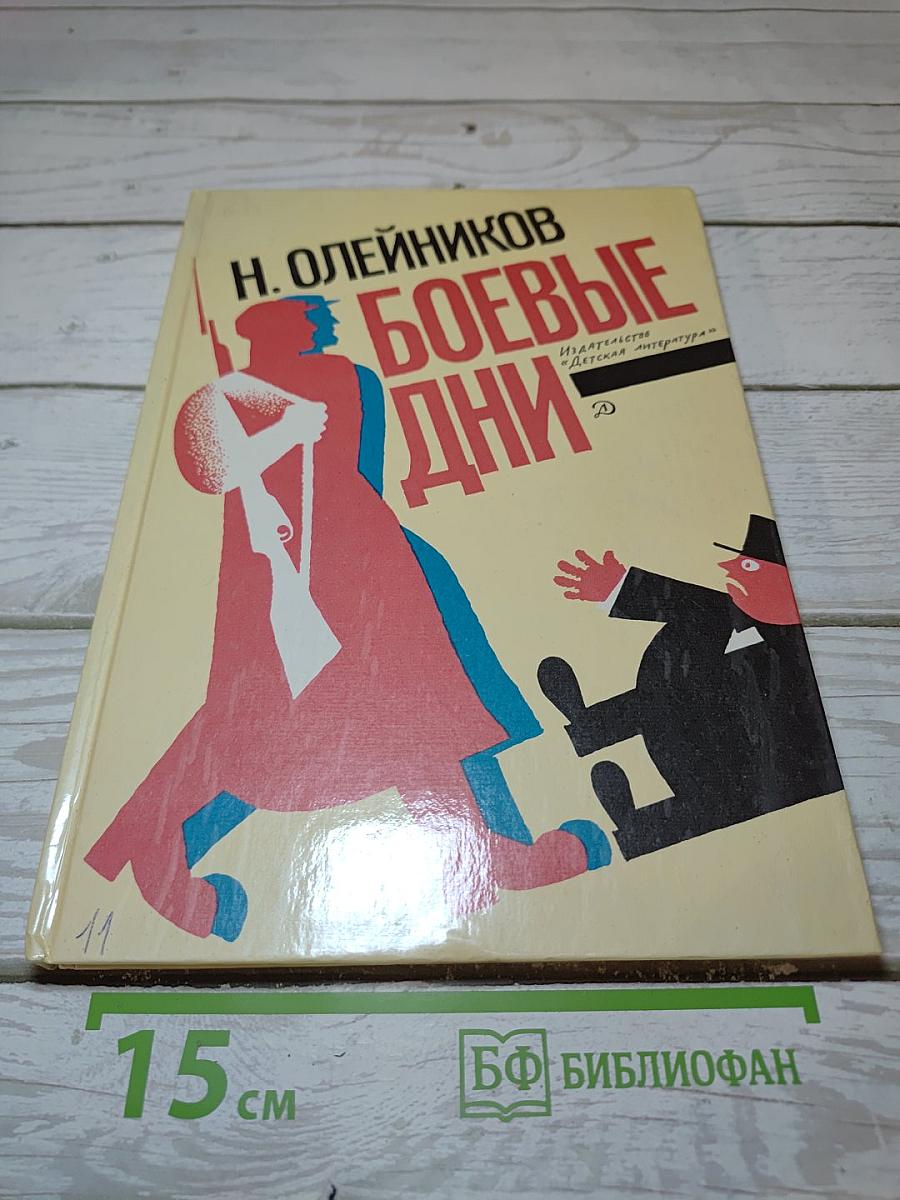 Н. ОЛЕЙНИКОВ
БОЕВЫЕ
ДНИ
Издательство
«Детская литература»
Д
11
15 см
БФ БИБЛИОФАН